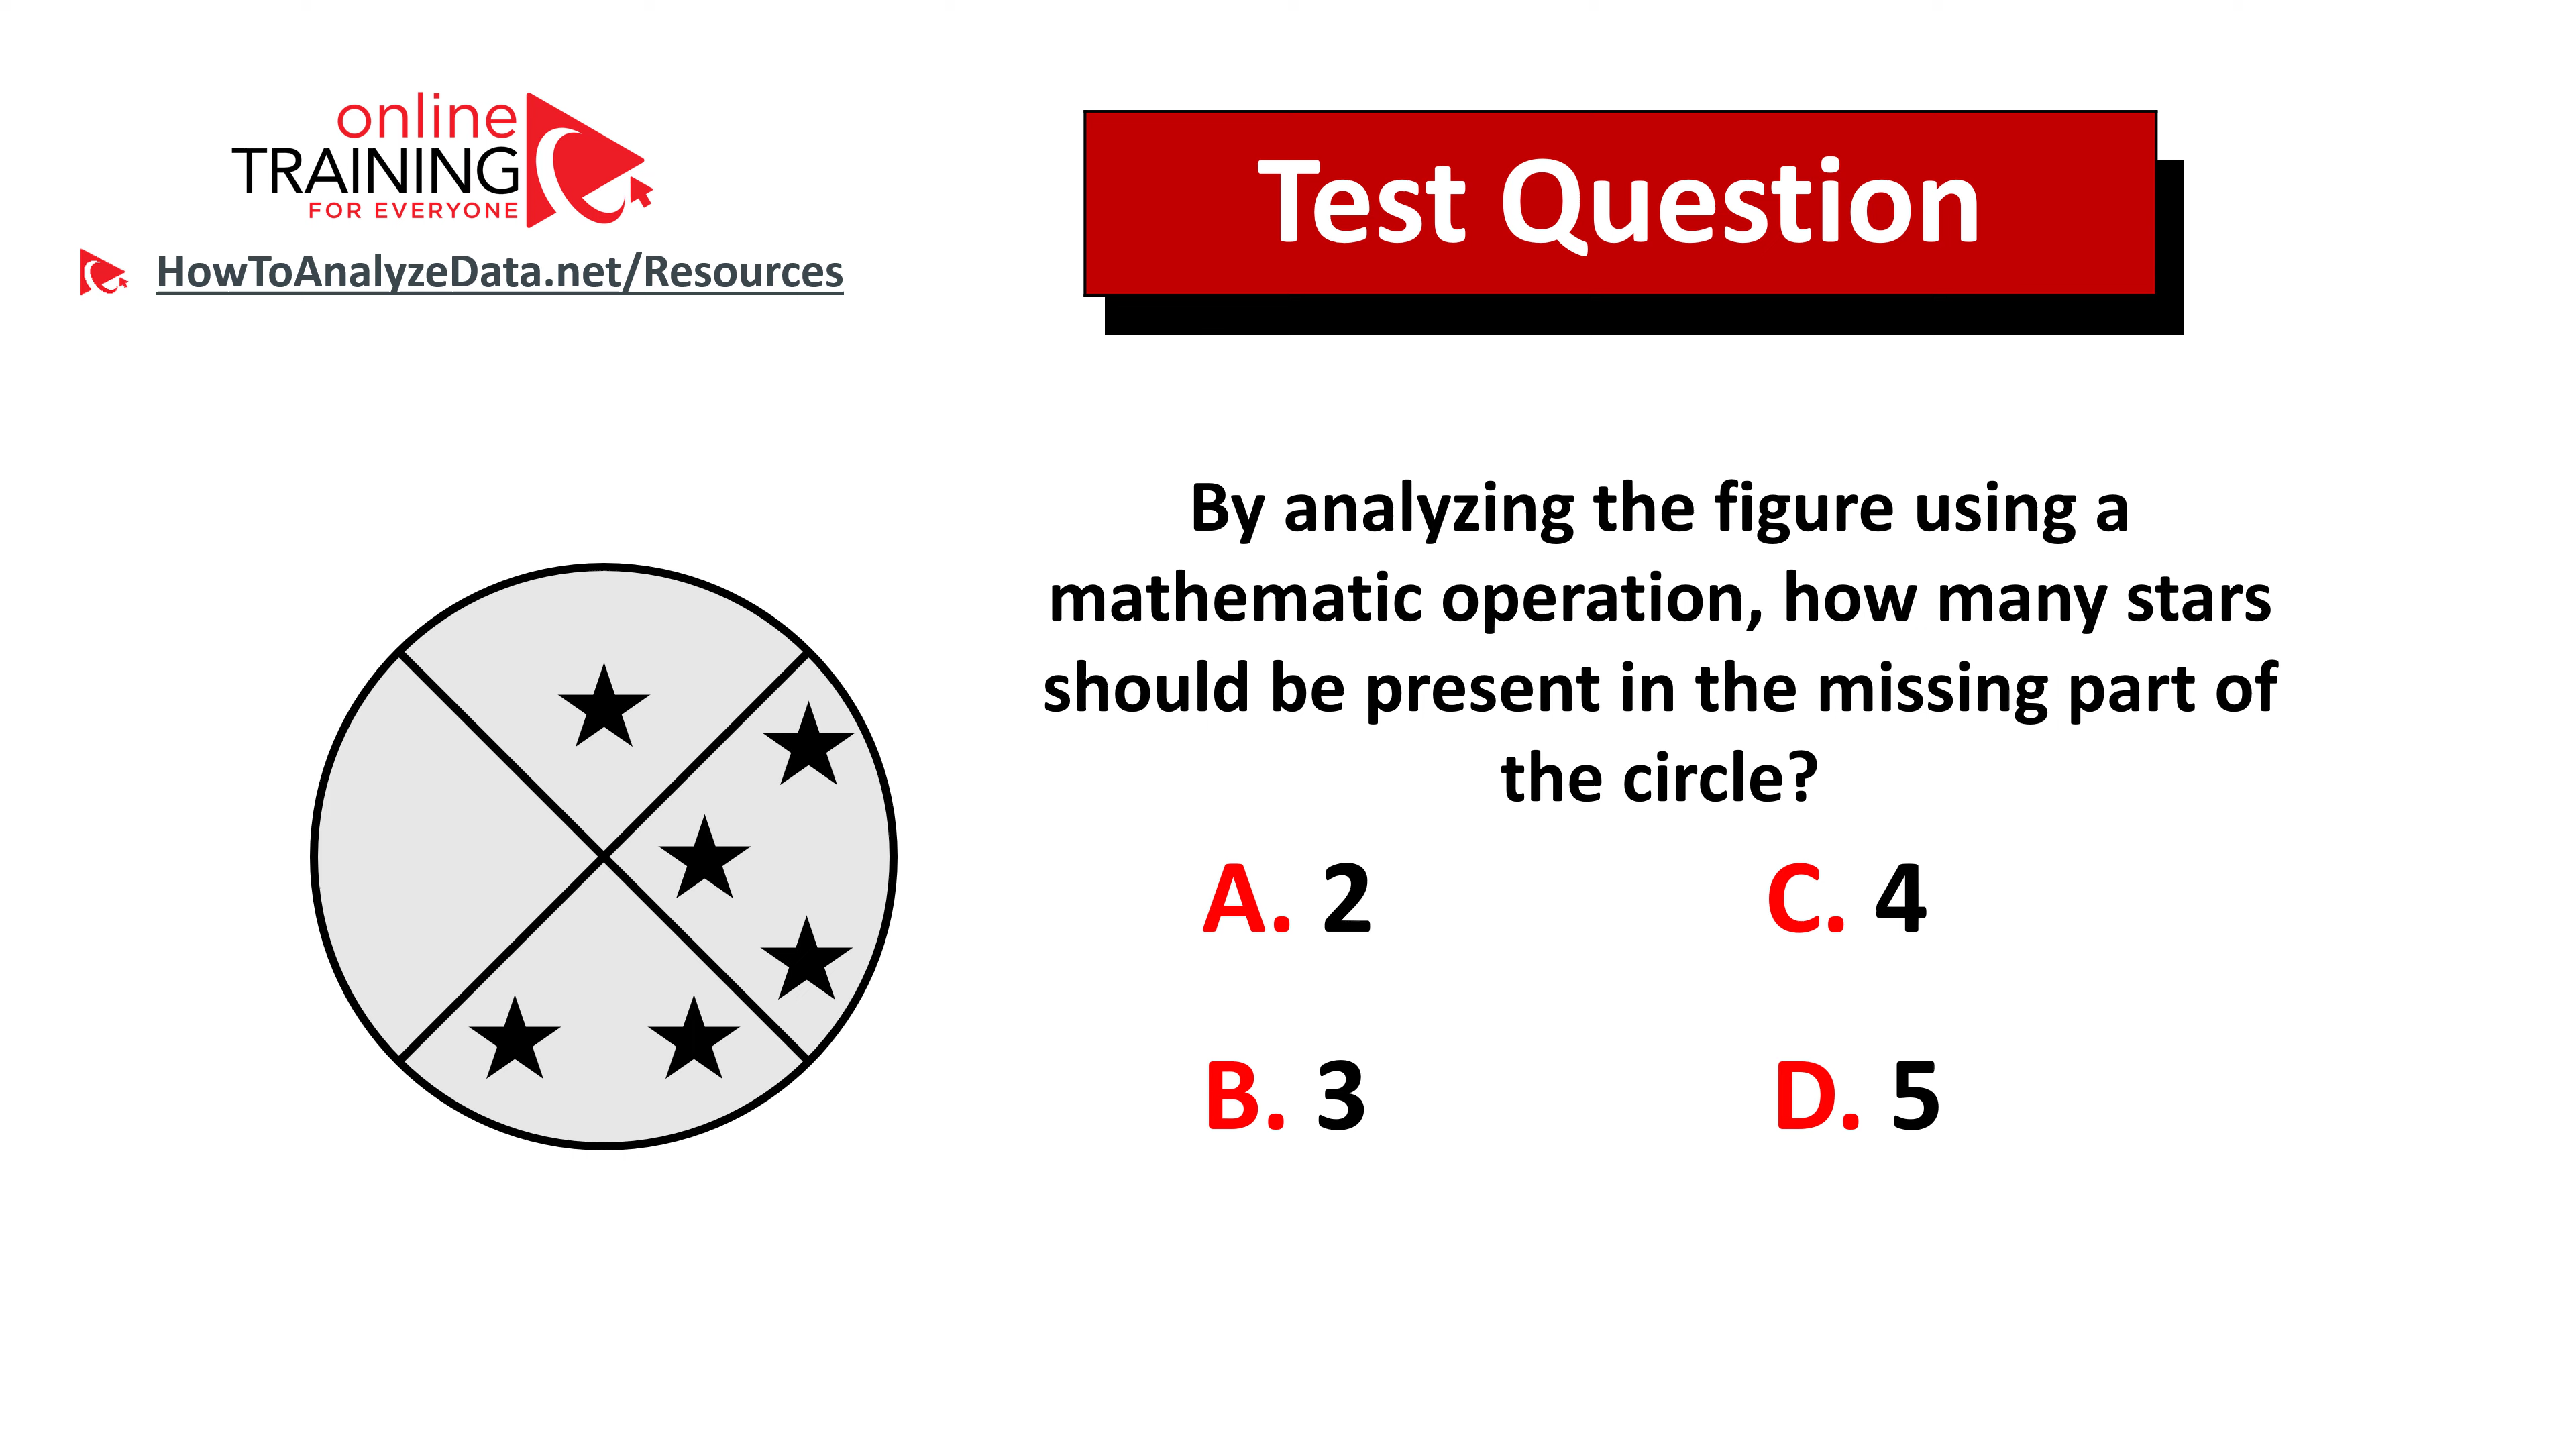 online
TRAINING
FOR EVERYONE
HowToAnalyzeData.net/Resources
Test Question
By analyzing the figure using a
mathematic operation, how many stars
should be present in the missing part of
the circle?
A. 2
C. 4
B. 3
D. 5